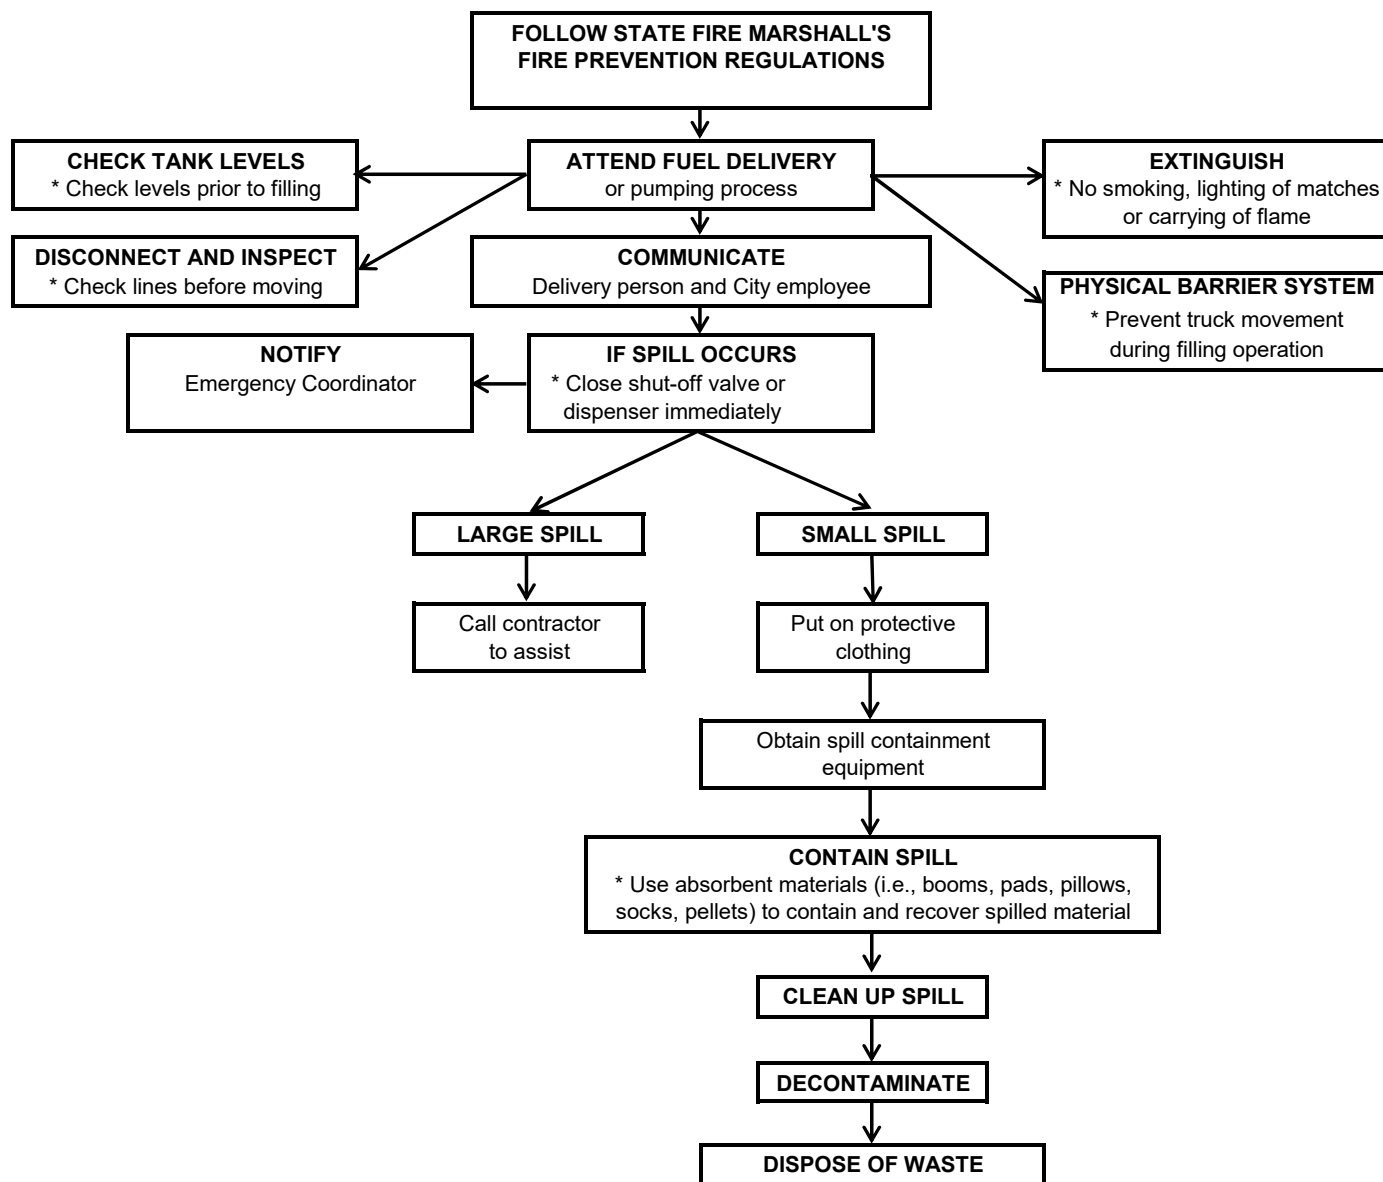 FOLLOW STATE FIRE MARSHALL'S
FIRE PREVENTION REGULATIONS
CHECK TANK LEVELS
* Check levels prior to filling
ATTEND FUEL DELIVERY
or pumping process
EXTINGUISH
* No smoking, lighting of matches
or carrying of flame
DISCONNECT AND INSPECT
* Check lines before moving
COMMUNICATE
Delivery person and City employee
PHYSICAL BARRIER SYSTEM
* Prevent truck movement
during filling operation
NOTIFY
Emergency Coordinator
IF SPILL OCCURS
* Close shut-off valve or
dispenser immediately
LARGE SPILL
SMALL SPILL
Call contractor
to assist
Put on protective
clothing
Obtain spill containment
equipment
CONTAIN SPILL
* Use absorbent materials (i.e., booms, pads, pillows,
socks, pellets) to contain and recover spilled material
CLEAN UP SPILL
DECONTAMINATE
DISPOSE OF WASTE